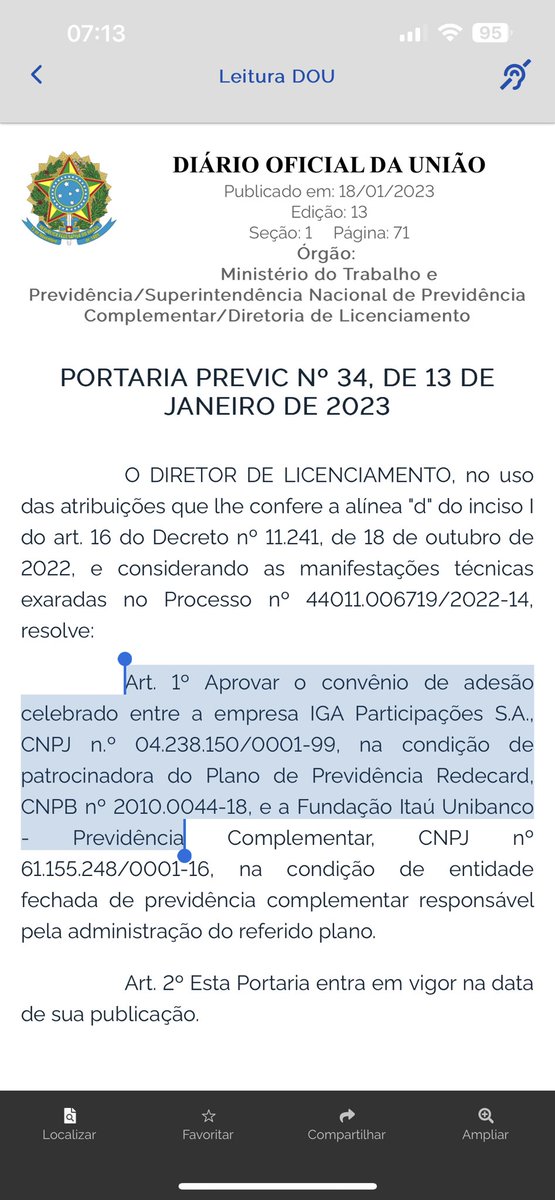 07:13
95
Leitura DOU
DIÁRIO OFICIAL DA UNIÃO
Publicado em: 18/01/2023
Edição: 13
Seção: 1 Página: 71
Órgão:
Ministério do Trabalho e
Previdência/Superintendência Nacional de Previdência
Complementar/Diretoria de Licenciamento
PORTARIA PREVIC Nº 34, DE 13 DE
JANEIRO DE 2023
O DIRETOR DE LICENCIAMENTO, no uso
das atribuições que lhe confere a alínea "d" do inciso I
do art. 16 do Decreto nº 11.241, de 18 de outubro de
2022, e considerando as manifestações técnicas
exaradas no Processo nº 44011.006719/2022-14,
resolve:
Art. 1º Aprovar o convênio de adesão
celebrado entre a empresa IGA Participações S.A.,
CNPJ n.º 04.238.150/0001-99, na condição de
patrocinadora do Plano de Previdência Redecard,
CNPB nº 2010.0044-18, e a Fundação Itaú Unibanco
- Previdência Complementar, CNPJ nº
61.155.248/0001-16, na condição de entidade
fechada de previdência complementar responsável
pela administração do referido plano.
Art. 2º Esta Portaria entra em vigor na data
de sua publicação.
Localizar
Favoritar
Compartilhar
Ampliar